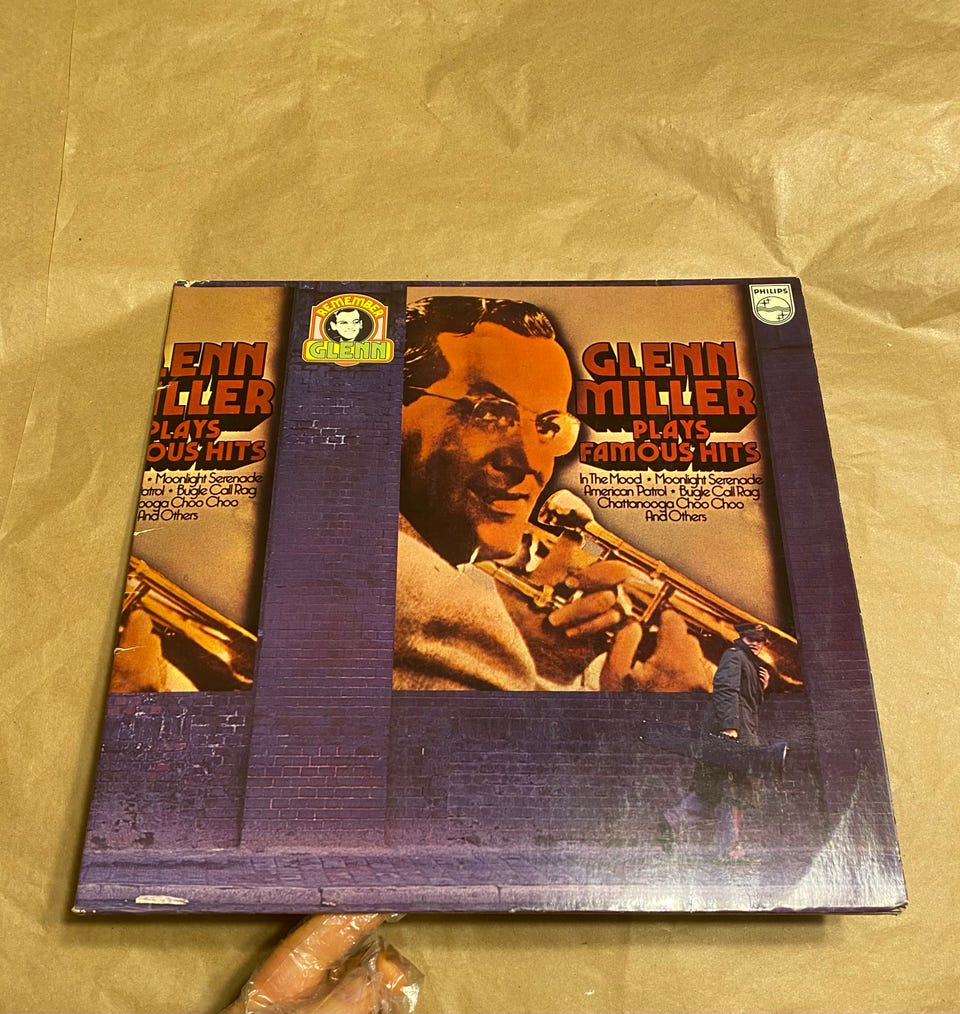 REMEMBER
GLENN
PHILIPS
LENN
ILLER
PLAYS
OUS HITS
• Moonlight Serenade
atrol • Bugle Call Rag
ooga Choo Choo
And Others
GLENN
MILLER
PLAYS
FAMOUS HITS
In The Mood • Moonlight Serenade
American Patrol • Bugle Call Rag
Chattanooga Choo Choo
And Others